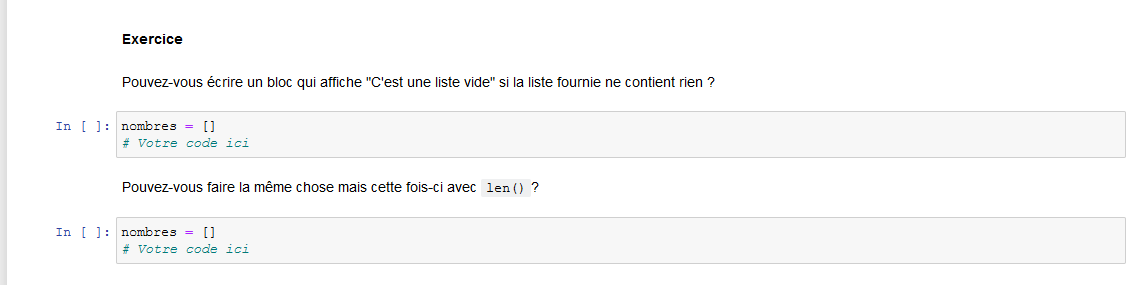 Exercice
Pouvez-vous écrire un bloc qui affiche "C'est une liste vide" si la liste fournie ne contient rien ?
In [ ]: nombres = []
# Votre code ici
Pouvez-vous faire la même chose mais cette fois-ci avec len() ?
In [ ]: nombres = []
# Votre code ici